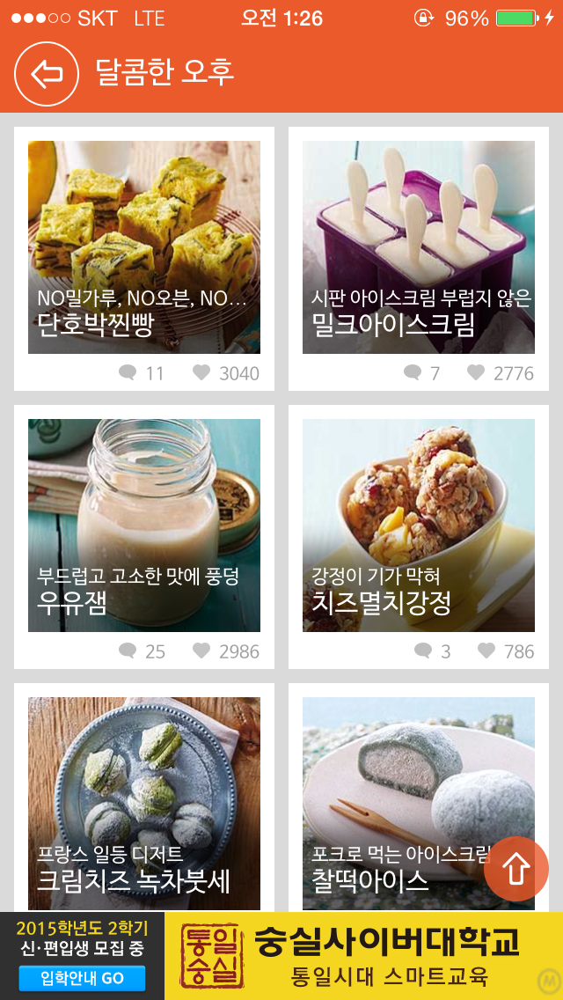 SKT LTE 오전 1:26 96%
달콤한 오후
NO밀가루, NO오븐, NO...
단호박찐빵
11 3040
시판 아이스크림 부럽지 않은
밀크아이스크림
7 2776
부드럽고 고소한 맛에 풍덩
우유잼
25 2986
강정이 기가 막혀
치즈멸치강정
3 786
프랑스 일등 디저트
크림치즈 녹차붓세
포크로 먹는 아이스크림
찰떡아이스
2015학년도 2학기
신·편입생 모집 중
입학안내 GO
통일
숭실
숭실사이버대학교
통일시대 스마트교육
M